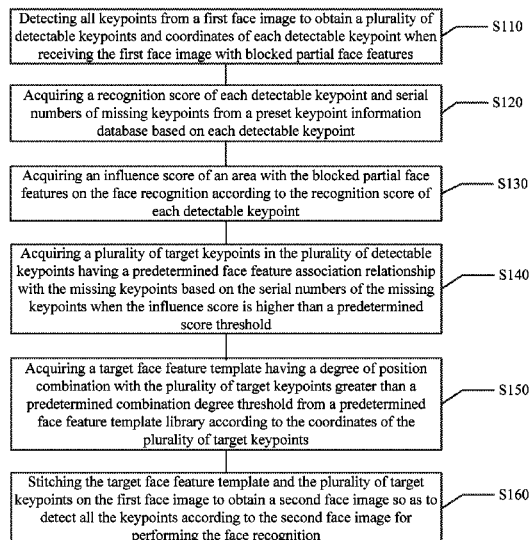 Detecting all keypoints from a first face image to obtain a plurality of
detectable keypoints and coordinates of each detectable keypoint when
receiving the first face image with blocked partial face features
S110
Acquiring a recognition score of each detectable keypoint and serial
numbers of missing keypoints from a preset keypoint information
database based on each detectable keypoint
S120
Acquiring an influence score of an area with the blocked partial face
features on the face recognition according to the recognition score of
each detectable keypoint
S130
Acquiring a plurality of target keypoints in the plurality of detectable
keypoints having a predetermined face feature association relationship
with the missing keypoints based on the serial numbers of the missing
keypoints when the influence score is higher than a predetermined
score threshold
S140
Acquiring a target face feature template having a degree of position
combination with the plurality of target keypoints greater than a
predetermined combination degree threshold from a predetermined
face feature template library according to the coordinates of the
plurality of target keypoints
S150
Stitching the target face feature template and the plurality of target
keypoints on the first face image to obtain a second face image so as to
detect all the keypoints according to the second face image for
performing the face recognition
S160